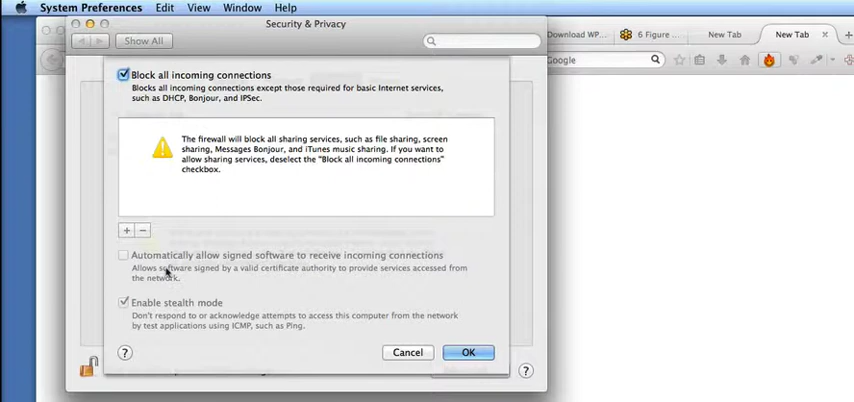 System Preferences Edit View Window Help
Security & Privacy
Show All
Download WP...
6 Figure ...
New Tab
New Tab
Google
Block all incoming connections
Blocks all incoming connections except those required for basic Internet services,
such as DHCP, Bonjour, and IPSec.
The firewall will block all sharing services, such as file sharing, screen
sharing, Messages Bonjour, and iTunes music sharing. If you want to
allow sharing services, deselect the "Block all incoming connections"
checkbox.
Automatically allow signed software to receive incoming connections
Allows software signed by a valid certificate authority to provide services accessed from
the network.
Enable stealth mode
Don't respond to or acknowledge attempts to access this computer from the network
by test applications using ICMP, such as Ping.
? Cancel OK
?